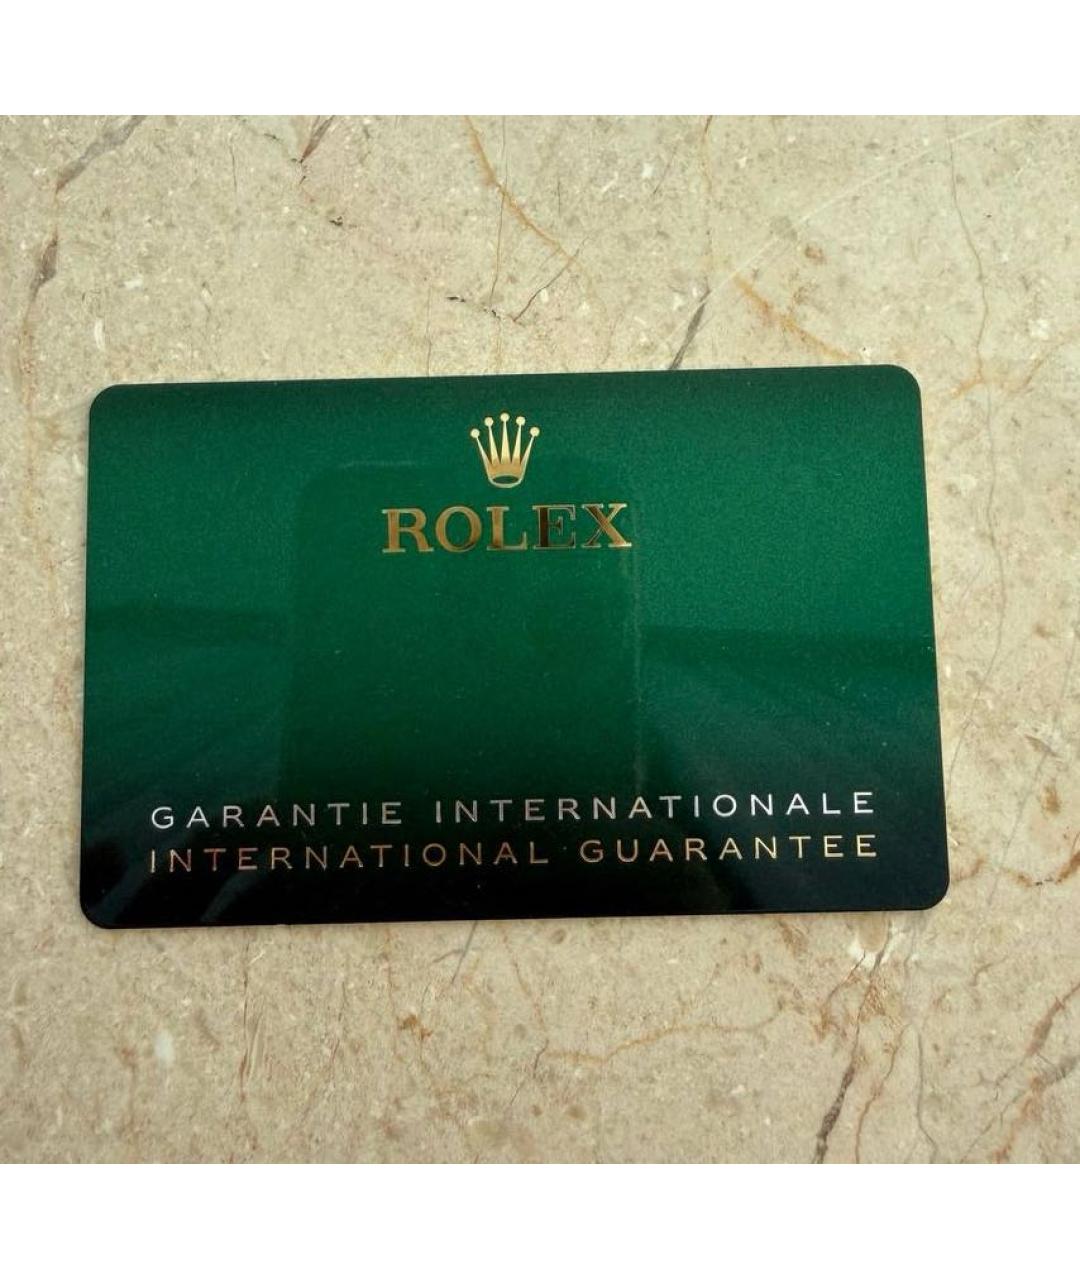 ROLEX
GARANTIE INTERNATIONALE
INTERNATIONAL GUARANTEE